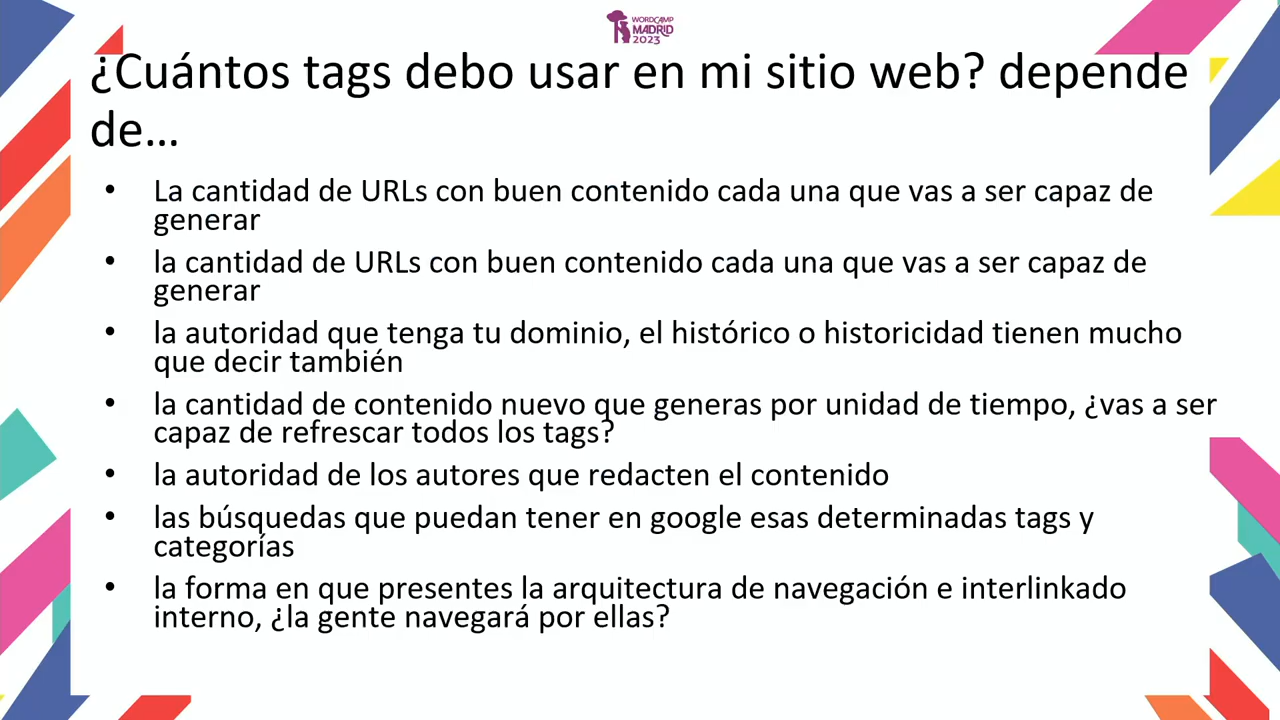 WORDCAMP
MADRID
2023
¿Cuántos tags debo usar en mi sitio web? depende
de...
• La cantidad de URLs con buen contenido cada una que vas a ser capaz de
generar
• la cantidad de URLs con buen contenido cada una que vas a ser capaz de
generar
• la autoridad que tenga tu dominio, el histórico o historicidad tienen mucho
que decir también
• la cantidad de contenido nuevo que generas por unidad de tiempo, ¿vas a ser
capaz de refrescar todos los tags?
• la autoridad de los autores que redacten el contenido
• las búsquedas que puedan tener en google esas determinadas tags y
categorías
• la forma en que presentes la arquitectura de navegación e interlinkado
interno, ¿la gente navegará por ellas?